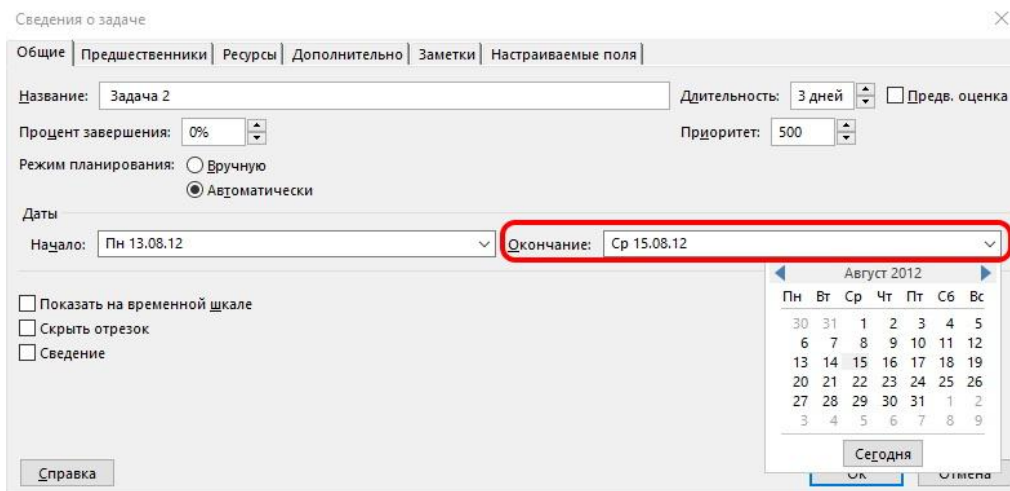 Сведения о задаче
Общие Предшественники Ресурсы Дополнительно Заметки Настраиваемые поля
Название: Задача 2 Длительность: 3 дней Предв. оценка
Процент завершения: 0% Приоритет: 500
Режим планирования: Вручную
Автоматически
Даты
Начало: Пн 13.08.12 Окончание: Ср 15.08.12
Август 2012
Пн Вт Ср Чт Пт Сб Вс
30 31 1 2 3 4 5
6 7 8 9 10 11 12
13 14 15 16 17 18 19
20 21 22 23 24 25 26
27 28 29 30 31 1 2
3 4 5 6 7 8 9
Сегодня
Показать на временной шкале
Скрыть отрезок
Сведение
Справка ОК Отмена